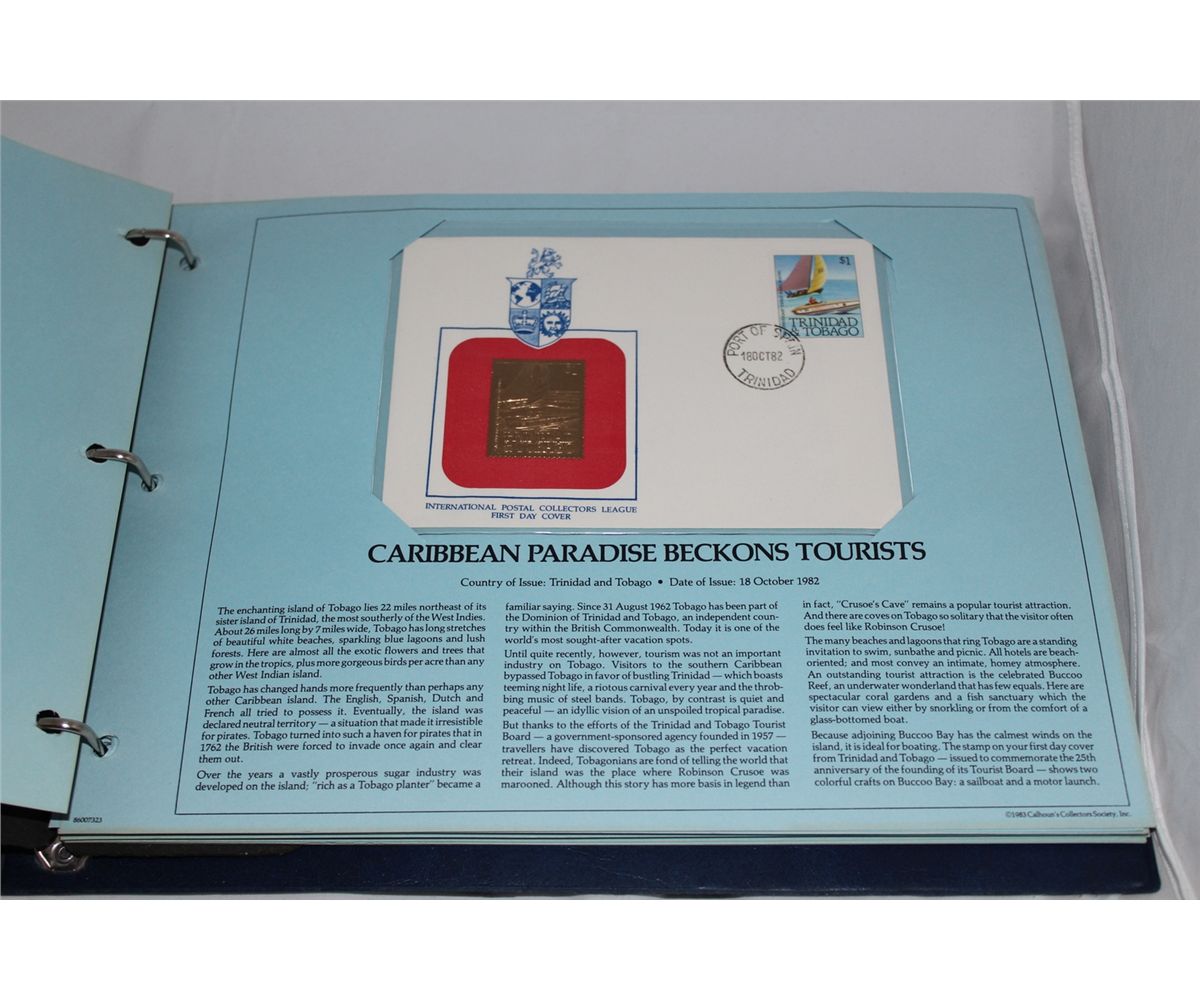 $1
TRINIDAD
& TOBAGO
PORT OF SPAIN
18OCT82
TRINIDAD
$1
INTERNATIONAL POSTAL COLLECTORS LEAGUE
FIRST DAY COVER
CARIBBEAN PARADISE BECKONS TOURISTS
Country of Issue: Trinidad and Tobago • Date of Issue: 18 October 1982
The enchanting island of Tobago lies 22 miles northeast of its
sister island of Trinidad, the most southerly of the West Indies.
About 26 miles long by 7 miles wide, Tobago has long stretches
of beautiful white beaches, sparkling blue lagoons and lush
forests. Here are almost all the exotic flowers and trees that
grow in the tropics, plus more gorgeous birds per acre than any
other West Indian island.
Tobago has changed hands more frequently than perhaps any
other Caribbean island. The English, Spanish, Dutch and
French all tried to possess it. Eventually, the island was
declared neutral territory — a situation that made it irresistible
for pirates. Tobago turned into such a haven for pirates that in
1762 the British were forced to invade once again and clear
them out.
Over the years a vastly prosperous sugar industry was
developed on the island; "rich as a Tobago planter" became a
familiar saying. Since 31 August 1962 Tobago has been part of
the Dominion of Trinidad and Tobago, an independent coun-
try within the British Commonwealth. Today it is one of the
world's most sought-after vacation spots.
Until quite recently, however, tourism was not an important
industry on Tobago. Visitors to the southern Caribbean
bypassed Tobago in favor of bustling Trinidad — which boasts
teeming night life, a riotous carnival every year and the throb-
bing music of steel bands. Tobago, by contrast is quiet and
peaceful — an idyllic vision of an unspoiled tropical paradise.
But thanks to the efforts of the Trinidad and Tobago Tourist
Board — a government-sponsored agency founded in 1957 —
travellers have discovered Tobago as the perfect vacation
retreat. Indeed, Tobagonians are fond of telling the world that
their island was the place where Robinson Crusoe was
marooned. Although this story has more basis in legend than
in fact, "Crusoe's Cave" remains a popular tourist attraction.
And there are coves on Tobago so solitary that the visitor often
does feel like Robinson Crusoe!
The many beaches and lagoons that ring Tobago are a standing
invitation to swim, sunbathe and picnic. All hotels are beach-
oriented; and most convey an intimate, homey atmosphere.
An outstanding tourist attraction is the celebrated Buccoo
Reef, an underwater wonderland that has few equals. Here are
spectacular coral gardens and a fish sanctuary which the
visitor can view either by snorkling or from the comfort of a
glass-bottomed boat.
Because adjoining Buccoo Bay has the calmest winds on the
island, it is ideal for boating. The stamp on your first day cover
from Trinidad and Tobago — issued to commemorate the 25th
anniversary of the founding of its Tourist Board — shows two
colorful crafts on Buccoo Bay: a sailboat and a motor launch.
86007323
©1983 Calhoun's Collectors Society, Inc.